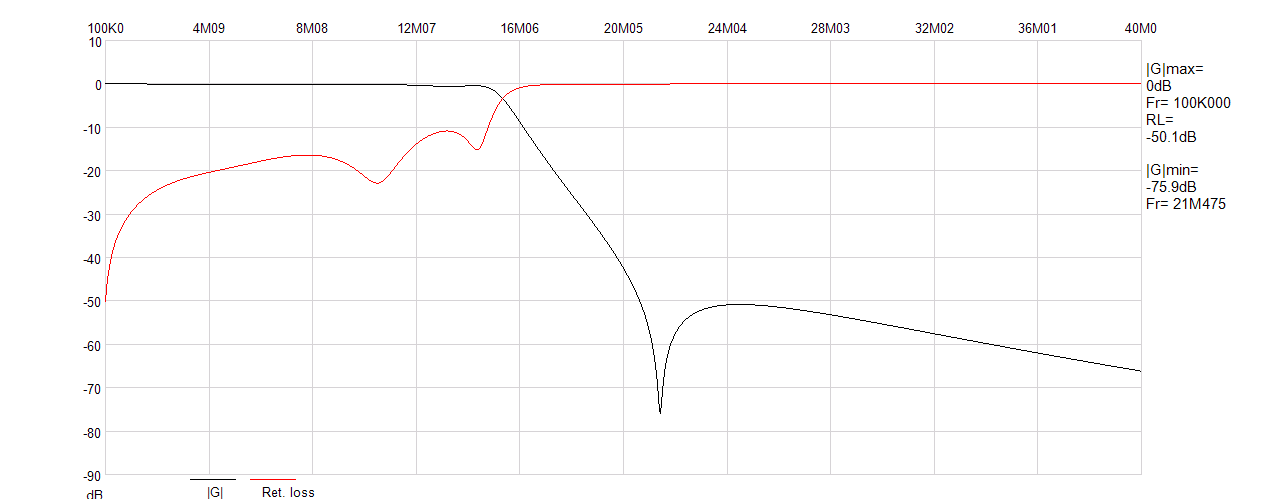 100K0 4M09 8M08 12M07 16M06 20M05 24M04 28M03 32M02 36M01 40M0
10
0
-10
-20
-30
-40
-50
-60
-70
-80
-90
dB
|G|max=
0dB
Fr= 100K000
RL=
-50.1dB
|G|min=
-75.9dB
Fr= 21M475
|G| Ret. loss